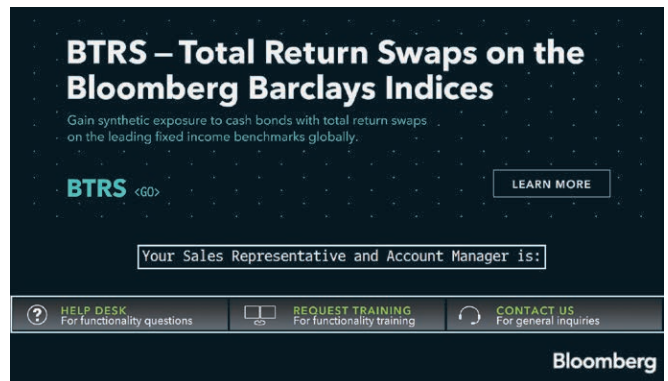 BTRS – Total Return Swaps on the
Bloomberg Barclays Indices
Gain synthetic exposure to cash bonds with total return swaps
on the leading fixed income benchmarks globally.
BTRS <GO>
LEARN MORE
Your Sales Representative and Account Manager is:
HELP DESK
For functionality questions
REQUEST TRAINING
For functionality training
CONTACT US
For general inquiries
Bloomberg